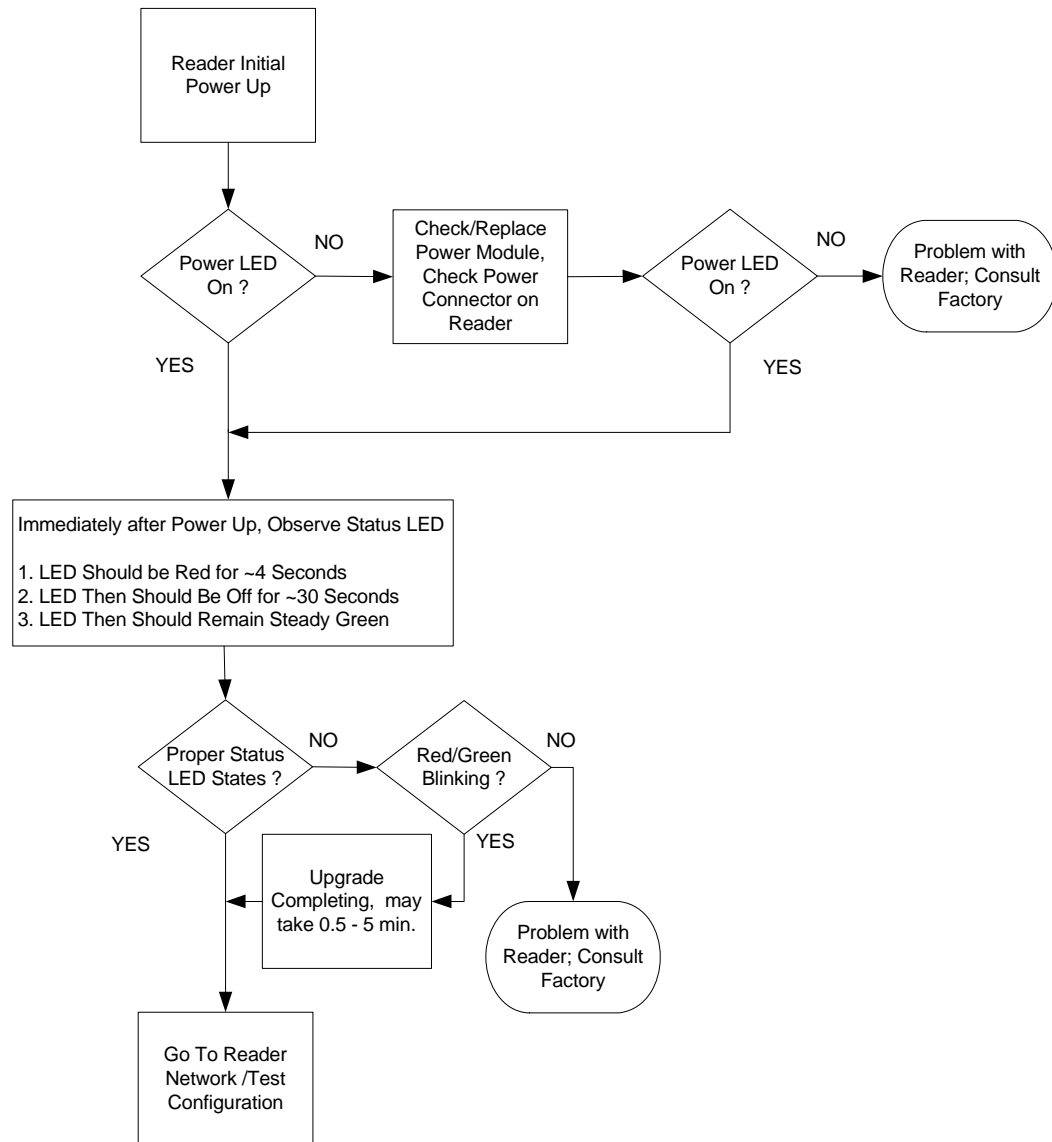 Reader Initial
Power Up
Power LED
On ?
NO
Check/Replace
Power Module,
Check Power
Connector on
Reader
Power LED
On ?
NO
Problem with
Reader; Consult
Factory
YES
YES
Immediately after Power Up, Observe Status LED
1. LED Should be Red for ~4 Seconds
2. LED Then Should Be Off for ~30 Seconds
3. LED Then Should Remain Steady Green
Proper Status
LED States ?
NO
Red/Green
Blinking ?
NO
YES
YES
Upgrade
Completing, may
take 0.5 - 5 min.
Problem with
Reader; Consult
Factory
Go To Reader
Network /Test
Configuration